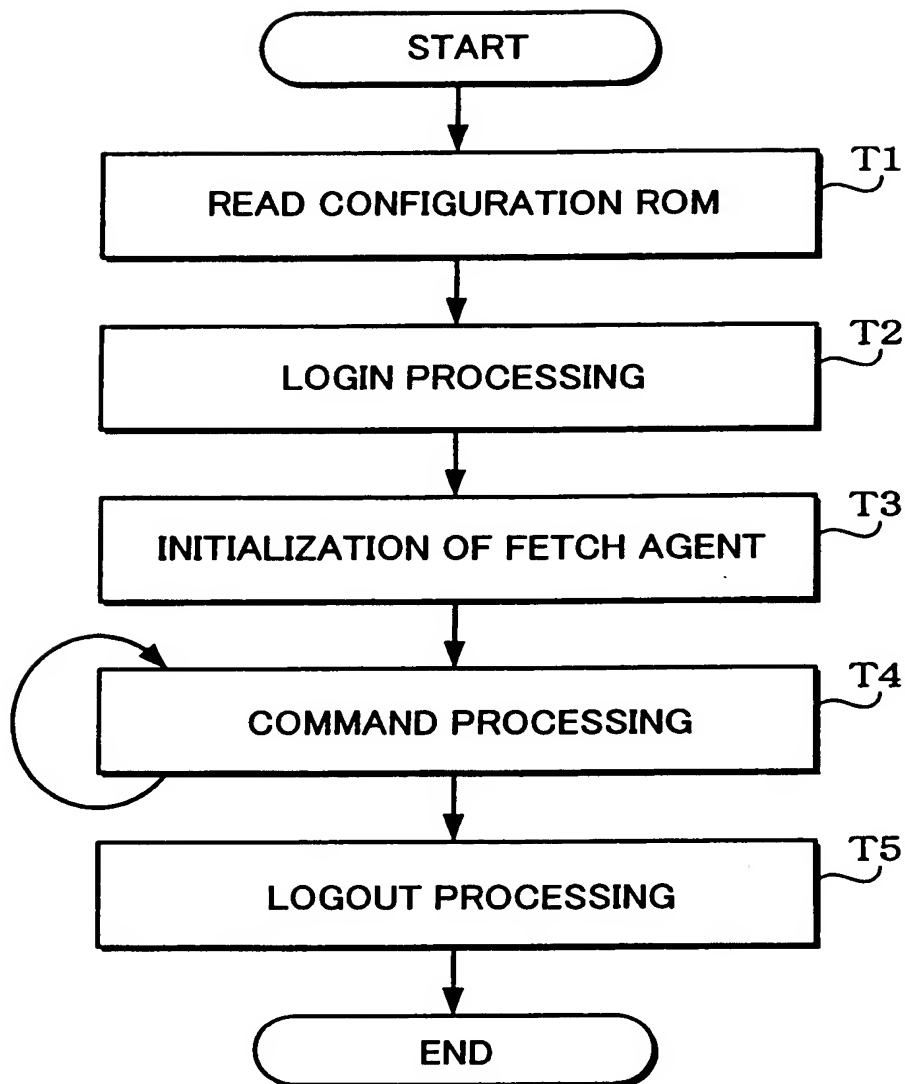 START
READ CONFIGURATION ROM
T1
LOGIN PROCESSING
T2
INITIALIZATION OF FETCH AGENT
T3
COMMAND PROCESSING
T4
LOGOUT PROCESSING
T5
END